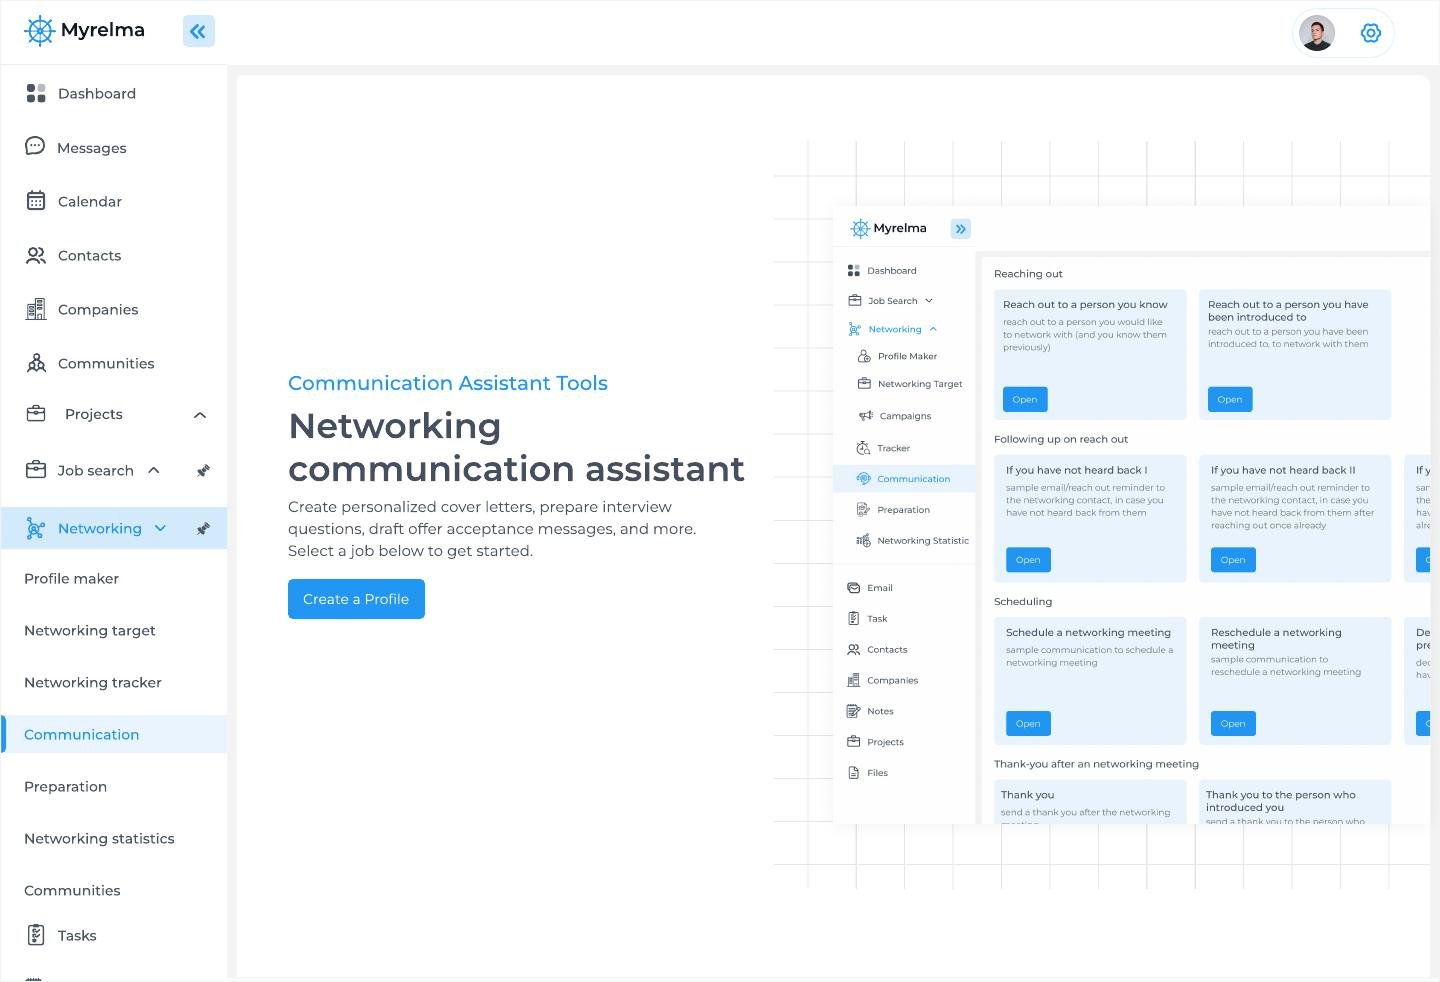 Myrelma
Dashboard
Messages
Calendar
Contacts
Companies
Communities
Projects
Job search
Networking
Profile maker
Networking target
Networking tracker
Communication
Preparation
Networking statistics
Communities
Tasks
Communication Assistant Tools
Networking
communication assistant
Create personalized cover letters, prepare interview
questions, draft offer acceptance messages, and more.
Select a job below to get started.
Create a Profile
Myrelma
Dashboard
Job Search
Networking
Profile Maker
Networking Target
Campaigns
Tracker
Communication
Preparation
Networking Statistic
Email
Task
Contacts
Companies
Notes
Projects
Files
Reaching out
Reach out to a person you know
reach out to a person you would like
to network with (and you know them
previously)
Open
Reach out to a person you have
been introduced to
reach out to a person you have been
introduced to, to network with them
Open
Following up on reach out
If you have not heard back I
sample email/reach out reminder to
the networking contact, in case you
have not heard back from them
Open
If you have not heard back II
sample email/reach out reminder to
the networking contact, in case you
have not heard back from them after
reaching out once already
Open
If y
Scheduling
Schedule a networking meeting
sample communication to schedule a
networking meeting
Open
Reschedule a networking
meeting
sample communication to
reschedule a networking meeting
Open
Thank-you after an networking meeting
Thank you
send a thank you after the networking
meeting
Thank you to the person who
introduced you
send a thank you to the person who